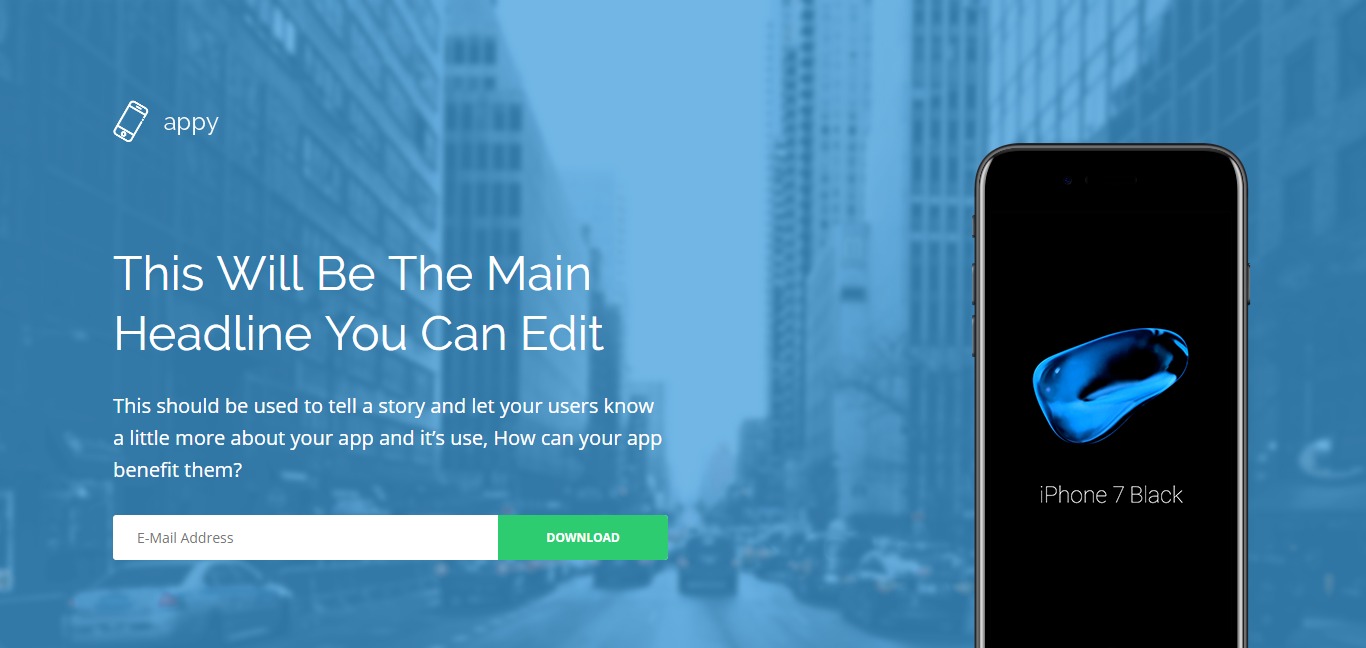 appy
This Will Be The Main
Headline You Can Edit
This should be used to tell a story and let your users know
a little more about your app and it’s use, How can your app
benefit them?
E-Mail Address
DOWNLOAD
iPhone 7 Black